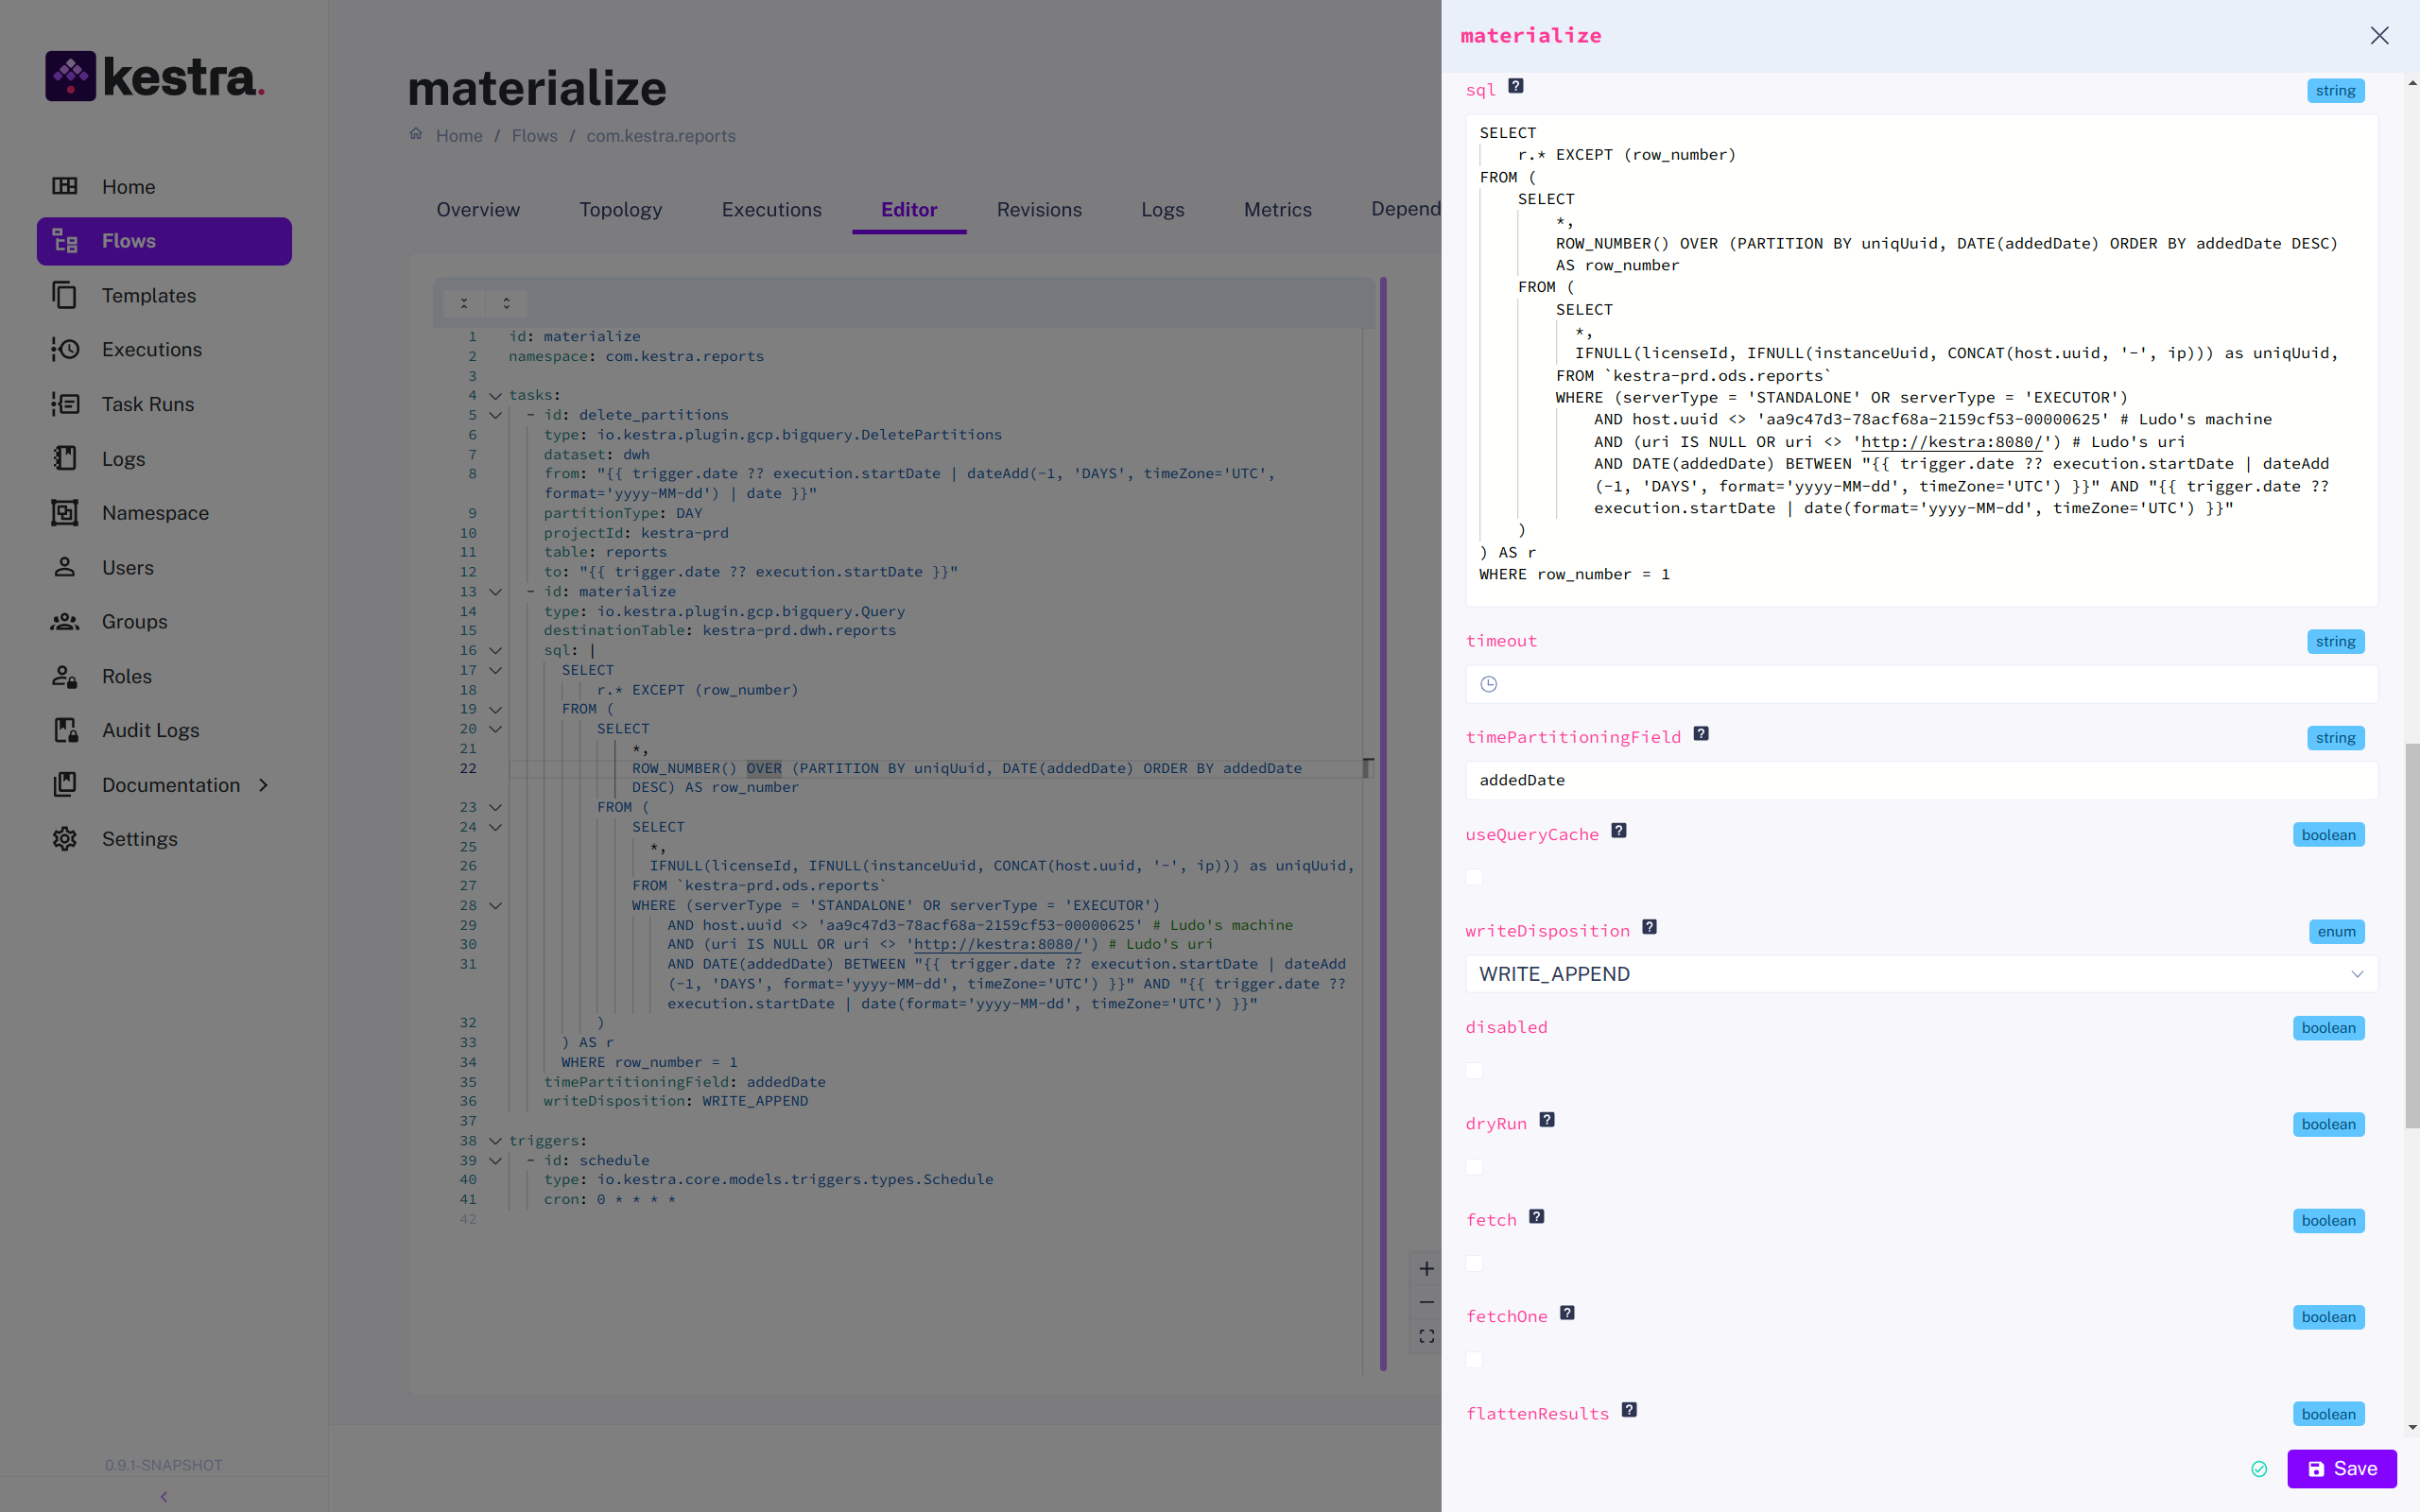 kestra.
Home
Flows
Templates
Executions
Task Runs
Logs
Namespace
Users
Groups
Roles
Audit Logs
Documentation
Settings
0.9.1-SNAPSHOT
materialize
Home / Flows / com.kestra.reports
Overview Topology Executions Editor Revisions Logs Metrics Depend
1 id: materialize
2 namespace: com.kestra.reports
3
4 tasks:
5 - id: delete_partitions
6 type: io.kestra.plugin.gcp.bigquery.DeletePartitions
7 dataset: dwh
8 from: "{{ trigger.date ?? execution.startDate | dateAdd(-1, 'DAYS', timeZone='UTC',
format='yyyy-MM-dd') | date }}"
9 partitionType: DAY
10 projectId: kestra-prd
11 table: reports
12 to: "{{ trigger.date ?? execution.startDate }}"
13 - id: materialize
14 type: io.kestra.plugin.gcp.bigquery.Query
15 destinationTable: kestra-prd.dwh.reports
16 sql: |
17 SELECT
18 r.* EXCEPT (row_number)
19 FROM (
20 SELECT
21 *,
22 ROW_NUMBER() OVER (PARTITION BY uniqUuid, DATE(addedDate) ORDER BY addedDate
DESC) AS row_number
23 FROM (
24 SELECT
25 *,
26 IFNULL(licenseId, IFNULL(instanceUuid, CONCAT(host.uuid, '-', ip))) as uniqUuid,
27 FROM `kestra-prd.ods.reports`
28 WHERE (serverType = 'STANDALONE' OR serverType = 'EXECUTOR')
29 AND host.uuid <> 'aa9c47d3-78acf68a-2159cf53-00000625' # Ludo's machine
30 AND (uri IS NULL OR uri <> 'http://kestra:8080/') # Ludo's uri
31 AND DATE(addedDate) BETWEEN "{{ trigger.date ?? execution.startDate | dateAdd
(-1, 'DAYS', format='yyyy-MM-dd', timeZone='UTC') }}" AND "{{ trigger.date ??
execution.startDate | date(format='yyyy-MM-dd', timeZone='UTC') }}"
32 )
33 ) AS r
34 WHERE row_number = 1
35 timePartitioningField: addedDate
36 writeDisposition: WRITE_APPEND
37
38 triggers:
39 - id: schedule
40 type: io.kestra.core.models.triggers.types.Schedule
41 cron: 0 * * * *
42
materialize
sql ? string
SELECT
r.* EXCEPT (row_number)
FROM (
SELECT
*,
ROW_NUMBER() OVER (PARTITION BY uniqUuid, DATE(addedDate) ORDER BY addedDate DESC)
AS row_number
FROM (
SELECT
*,
IFNULL(licenseId, IFNULL(instanceUuid, CONCAT(host.uuid, '-', ip))) as uniqUuid,
FROM `kestra-prd.ods.reports`
WHERE (serverType = 'STANDALONE' OR serverType = 'EXECUTOR')
AND host.uuid <> 'aa9c47d3-78acf68a-2159cf53-00000625' # Ludo's machine
AND (uri IS NULL OR uri <> 'http://kestra:8080/') # Ludo's uri
AND DATE(addedDate) BETWEEN "{{ trigger.date ?? execution.startDate | dateAdd
(-1, 'DAYS', format='yyyy-MM-dd', timeZone='UTC') }}" AND "{{ trigger.date ??
execution.startDate | date(format='yyyy-MM-dd', timeZone='UTC') }}"
)
) AS r
WHERE row_number = 1
timeout string
timePartitioningField ? string
addedDate
useQueryCache ? boolean
writeDisposition ? enum
WRITE_APPEND
disabled boolean
dryRun ? boolean
fetch ? boolean
fetchOne ? boolean
flattenResults ? boolean
Save